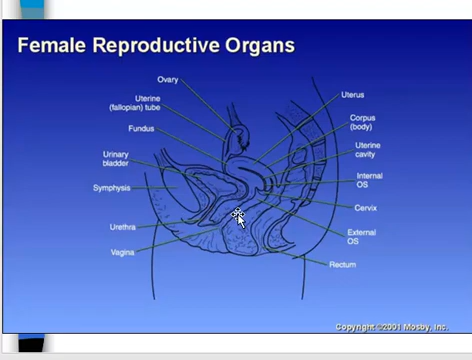 Female Reproductive Organs
Ovary
Uterine
(fallopian) tube
Fundus
Urinary
bladder
Symphysis
Urethra
Vagina
Uterus
Corpus
(body)
Uterine
cavity
Internal
OS
Cervix
External
OS
Rectum
Copyright ©2001 Mosby, Inc.